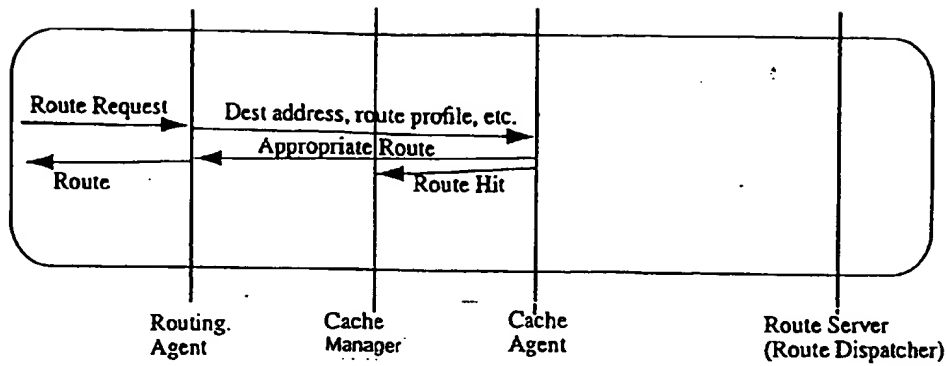 Route Request
Dest address, route profile, etc.
Appropriate Route
Route
Route Hit
Routing.
Agent
Cache
Manager
Cache
Agent
Route Server
(Route Dispatcher)